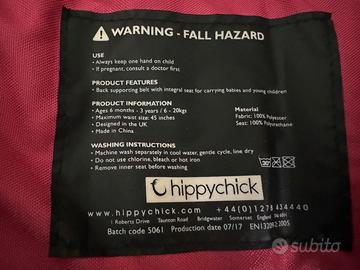 WARNING - FALL HAZARD
USE
• Always keep one hand on child
• If pregnant, consult a doctor first
PRODUCT FEATURES
• Back supporting belt with integral seat for carrying babies and young children
PRODUCT INFORMATION
• Ages 6 months - 3 years / 6 - 20kgs
• Maximum waist size: 45 inches
• Designed in the UK
• Made in China
Material
Fabric: 100% Polyester
Seat: 100% Polyurethane
WASHING INSTRUCTIONS
• Machine wash separately in cool water, gentle cycle, line dry
• Do not use chlorine, bleach or hot iron
• Remove inner seat before washing
hippychick
www.hippychick.com +44(0)1278 434440
1 Roberts Drive Taunton Road Bridgwater Somerset England
Batch code 5061 Production date 07/17 EN13209-2:2005
subito